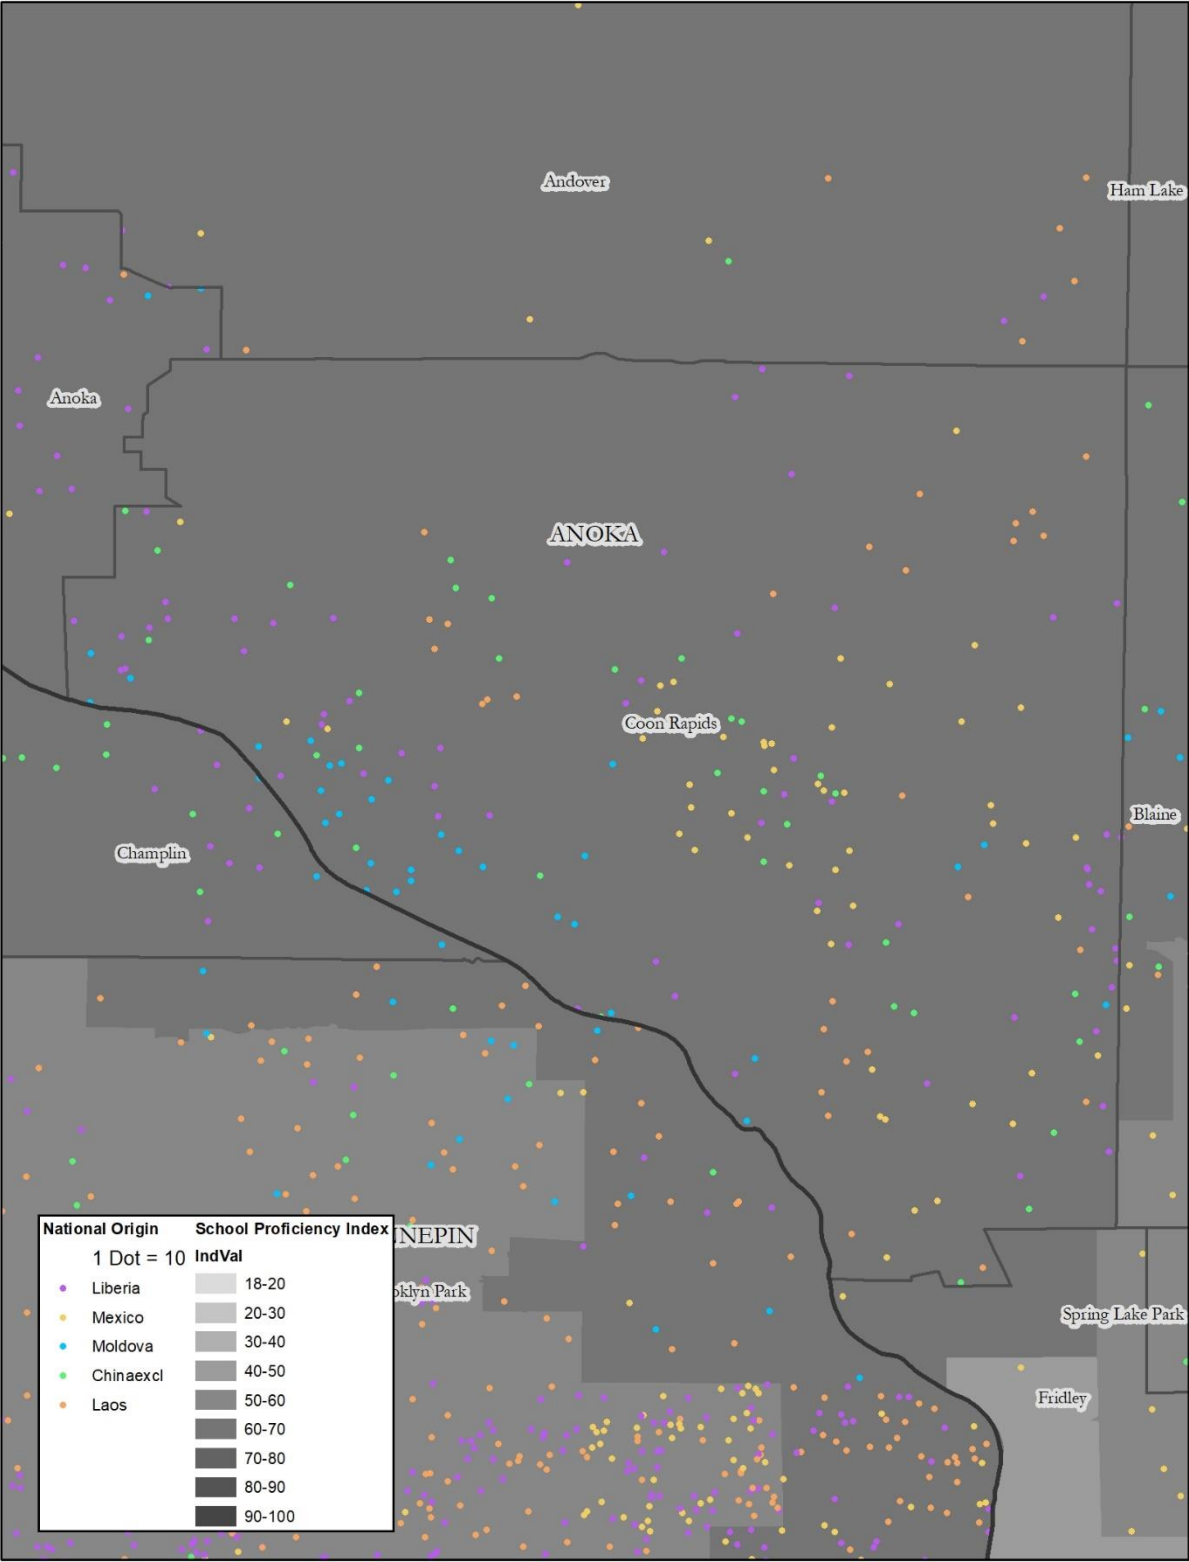 Andover
Ham Lake
Anoka
ANOKA
Coon Rapids
Blaine
Champlin
NNEPIN
oklyn Park
Spring Lake Park
Fridley
National Origin
1 Dot = 10
Liberia
Mexico
Moldova
Chinaexcl
Laos
School Proficiency Index
IndVal
18-20
20-30
30-40
40-50
50-60
60-70
70-80
80-90
90-100